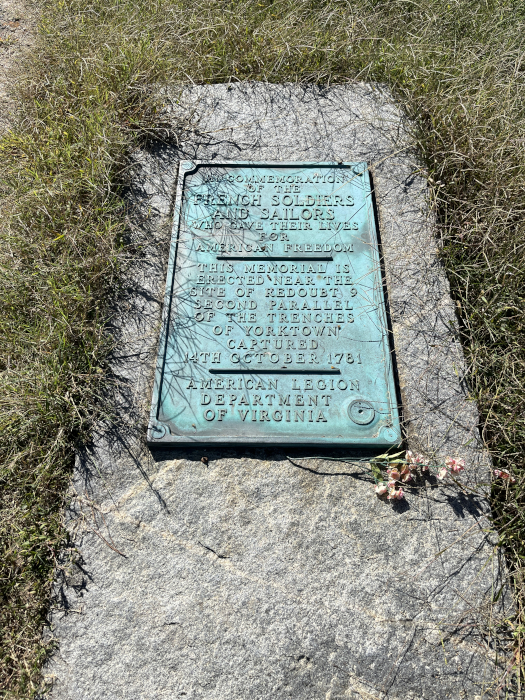 IN COMMEMORATION
OF THE
FRENCH SOLDIERS
AND SAILORS
WHO GAVE THEIR LIVES
FOR
AMERICAN FREEDOM
THIS MEMORIAL IS
ERECTED NEAR THE
SITE OF REDOUBT 9
SECOND PARALLEL
OF THE TRENCHES
OF YORKTOWN
CAPTURED
14TH OCTOBER 1781
AMERICAN LEGION
DEPARTMENT
OF VIRGINIA